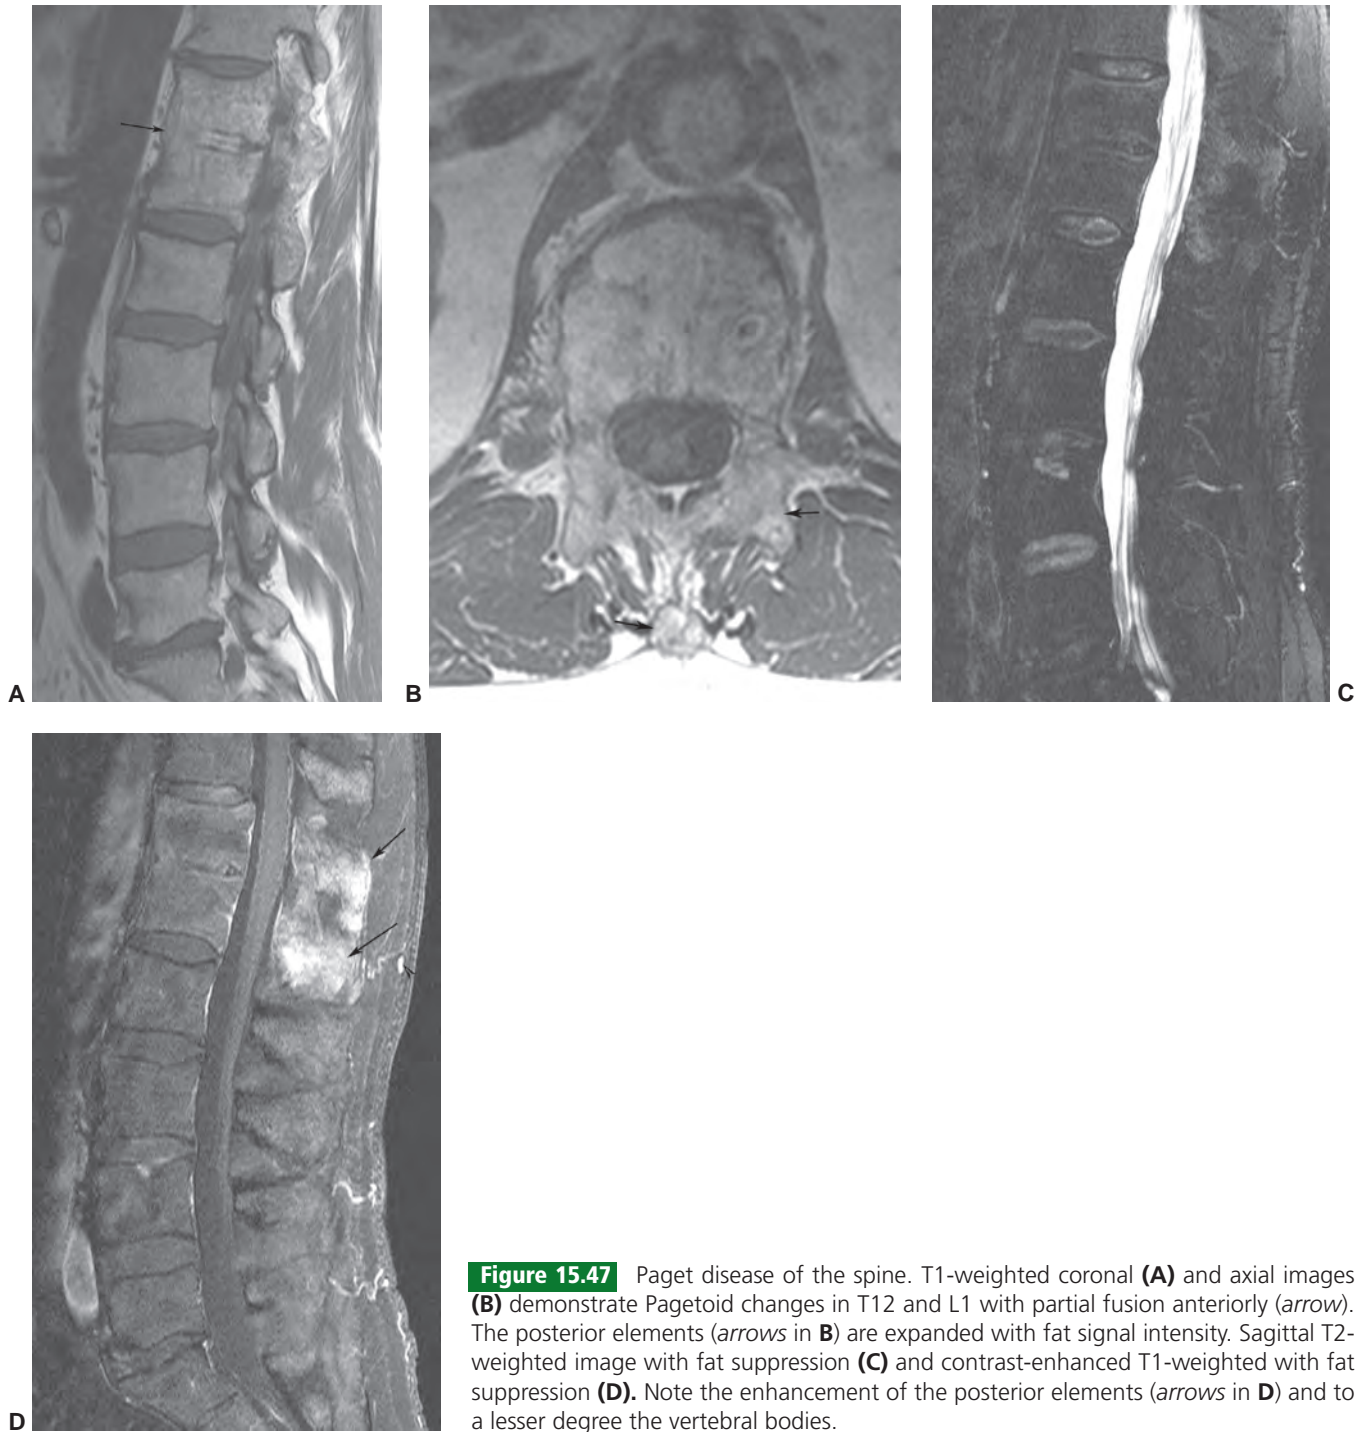 A
B
C
D
Figure 15.47 Paget disease of the spine. T1-weighted coronal (A) and axial images
(B) demonstrate Pagetoid changes in T12 and L1 with partial fusion anteriorly (arrow).
The posterior elements (arrows in B) are expanded with fat signal intensity. Sagittal T2-
weighted image with fat suppression (C) and contrast-enhanced T1-weighted with fat
suppression (D). Note the enhancement of the posterior elements (arrows in D) and to
a lesser degree the vertebral bodies.